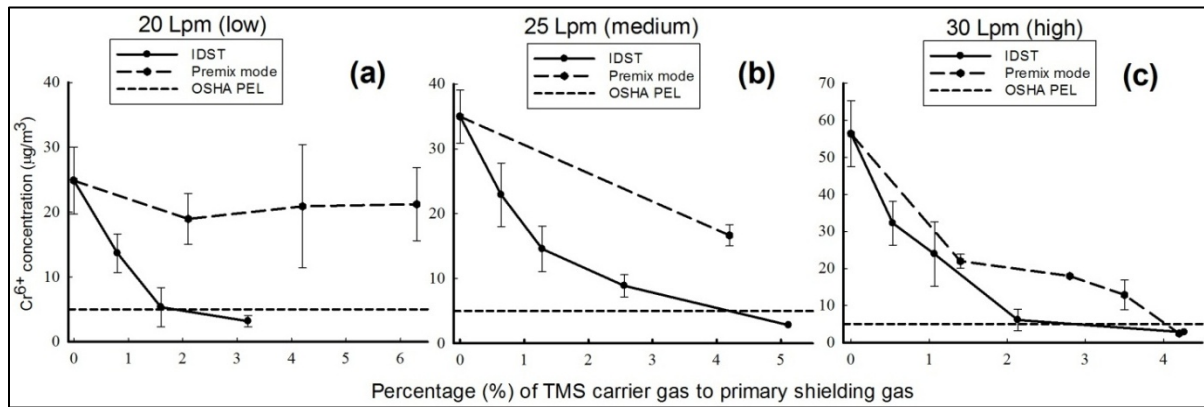 20 Lpm (low)
IDST
Premix mode
OSHA PEL
(a)
Cr6+ concentration (µg/m3)
40
30
20
10
0
0 1 2 3 4 5 6
25 Lpm (medium)
IDST
Premix mode
OSHA PEL
(b)
40
30
20
10
0
0 1 2 3 4 5
30 Lpm (high)
IDST
Premix mode
OSHA PEL
(c)
70
60
50
40
30
20
10
0
0 1 2 3 4
Percentage (%) of TMS carrier gas to primary shielding gas